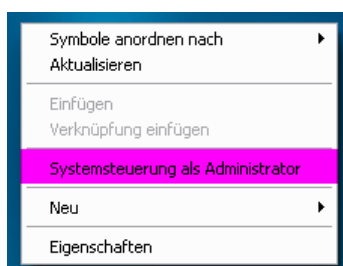 Symbole anordnen nach
Aktualisieren
Einfügen
Verknüpfung einfügen
Systemsteuerung als Administrator
Neu
Eigenschaften